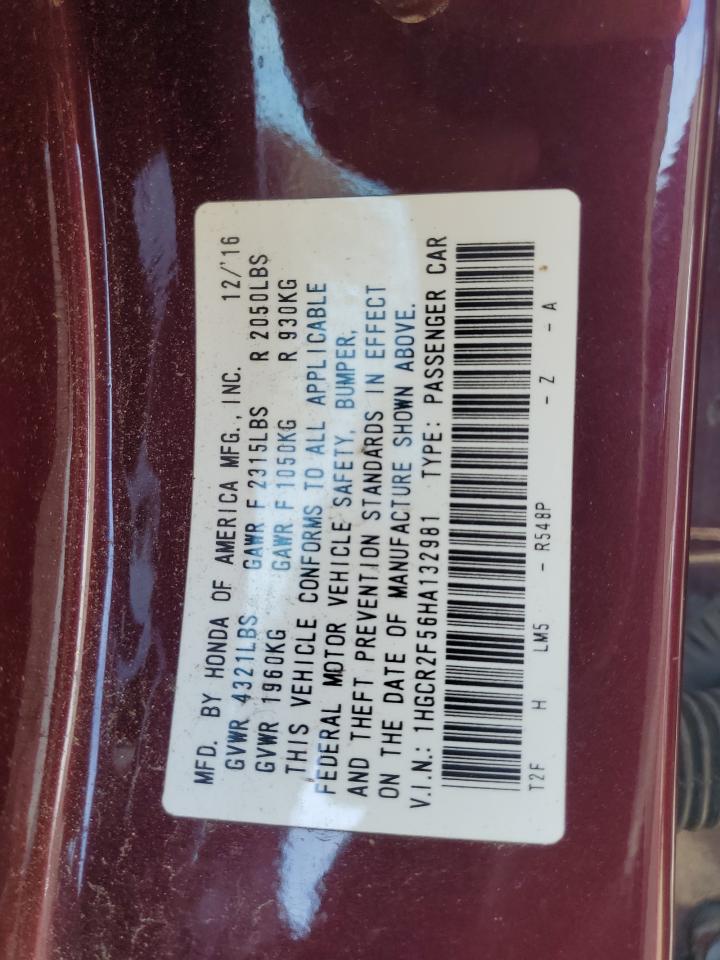 MFD. BY HONDA OF AMERICA MFG., INC. 12/'16
GVWR 4321LBS GAWR F 2315LBS R 2050LBS
GVWR 1960KG GAWR F 1050KG R 930KG
THIS VEHICLE CONFORMS TO ALL APPLICABLE
FEDERAL MOTOR VEHICLE SAFETY, BUMPER,
AND THEFT PREVENTION STANDARDS IN EFFECT
ON THE DATE OF MANUFACTURE SHOWN ABOVE.
V.I.N.: 1HGCR2F56HA132981 TYPE: PASSENGER CAR
T2F H LM5 - R548P - Z - A